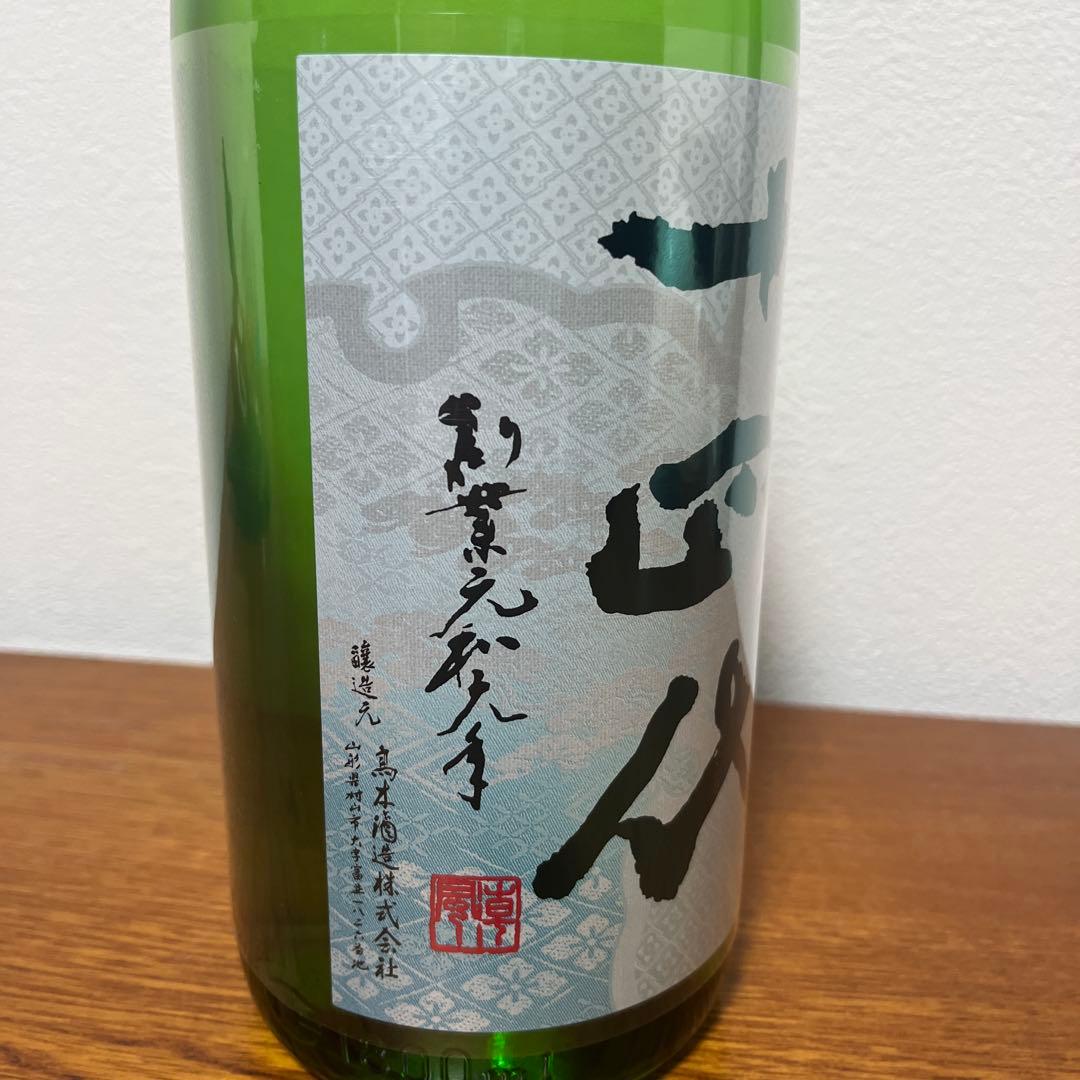 十四代
創業元和元年
醸造元
高木酒造株式会社
山形県村山市大字富並一八二六番地